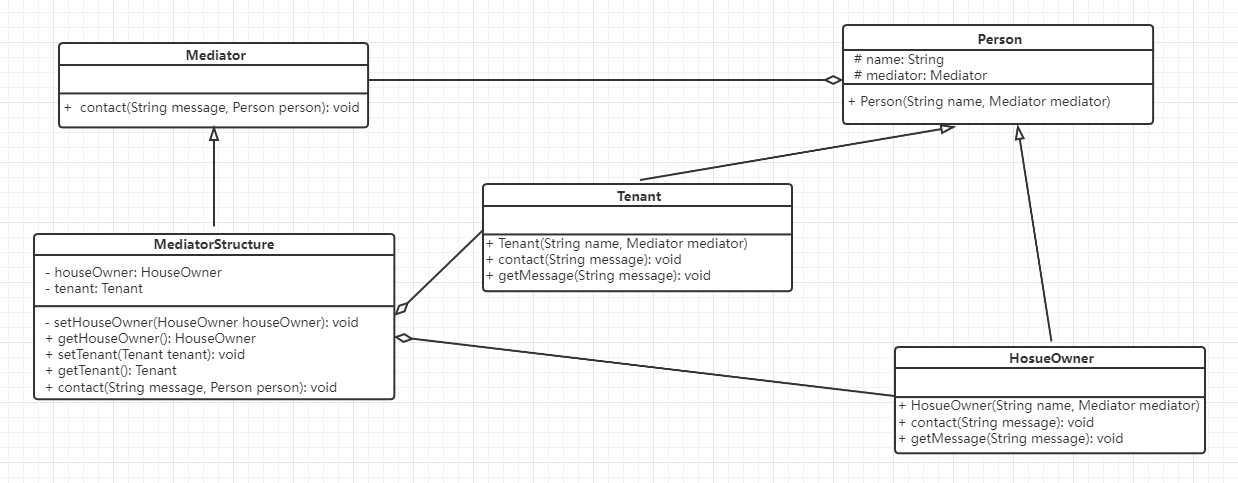 Mediator
+ contact(String message, Person person): void
Person
# name: String
# mediator: Mediator
+ Person(String name, Mediator mediator)
Tenant
+ Tenant(String name, Mediator mediator)
+ contact(String message): void
+ getMessage(String message): void
MediatorStructure
- houseOwner: HouseOwner
- tenant: Tenant
- setHouseOwner(HouseOwner houseOwner): void
+ getHouseOwner(): HouseOwner
+ setTenant(Tenant tenant): void
+ getTenant(): Tenant
+ contact(String message, Person person): void
HosueOwner
+ HosueOwner(String name, Mediator mediator)
+ contact(String message): void
+ getMessage(String message): void